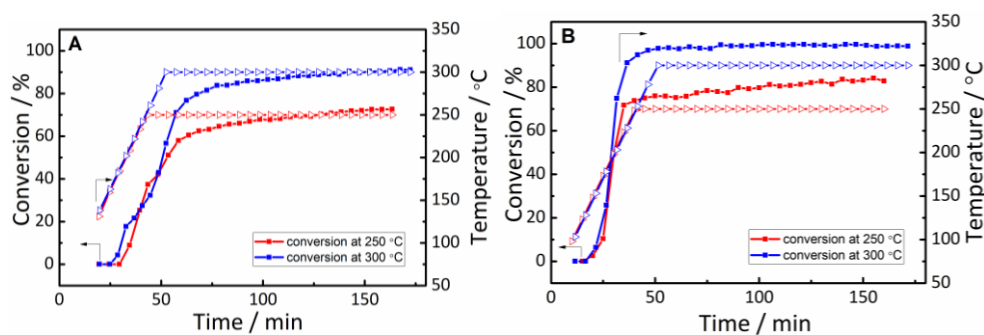 A
Conversion / %
100
80
60
40
20
0
350
300
250
200
150
100
50
Temperature / °C
conversion at 250 °C
conversion at 300 °C
0
50
100
150
Time / min
B
Conversion / %
100
80
60
40
20
0
350
300
250
200
150
100
50
Temperature / °C
conversion at 250 °C
conversion at 300 °C
0
50
100
150
Time / min